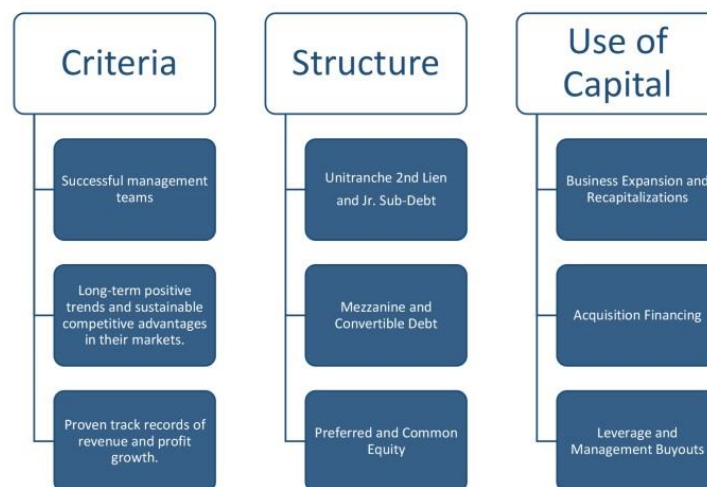 Criteria
Successful management
teams
Long-term positive
trends and sustainable
competitive advantages
in their markets.
Proven track records of
revenue and profit
growth.
Structure
Unitranche 2nd Lien
and Jr. Sub-Debt
Mezzanine and
Convertible Debt
Preferred and Common
Equity
Use of
Capital
Business Expansion and
Recapitalizations
Acquisition Financing
Leverage and
Management Buyouts